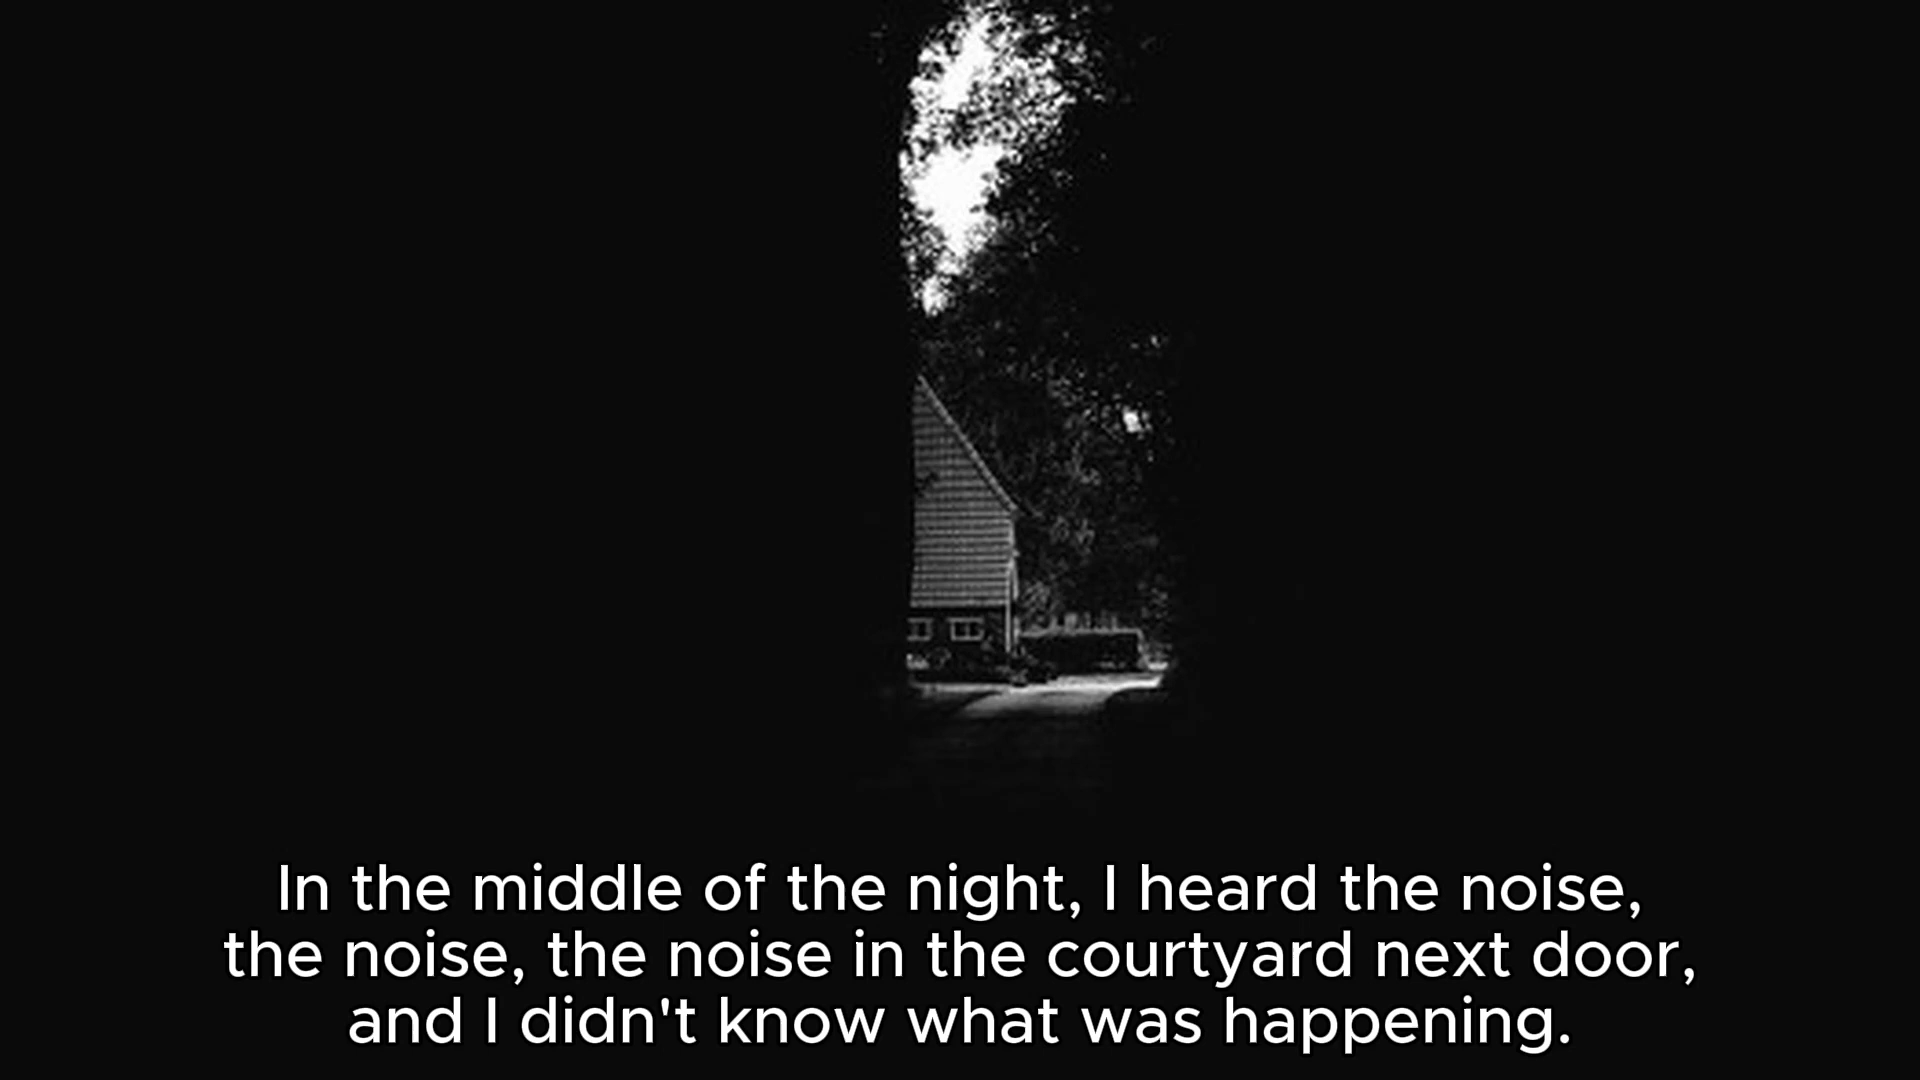 In the middle of the night, I heard the noise,
the noise, the noise in the courtyard next door,
and I didn't know what was happening.